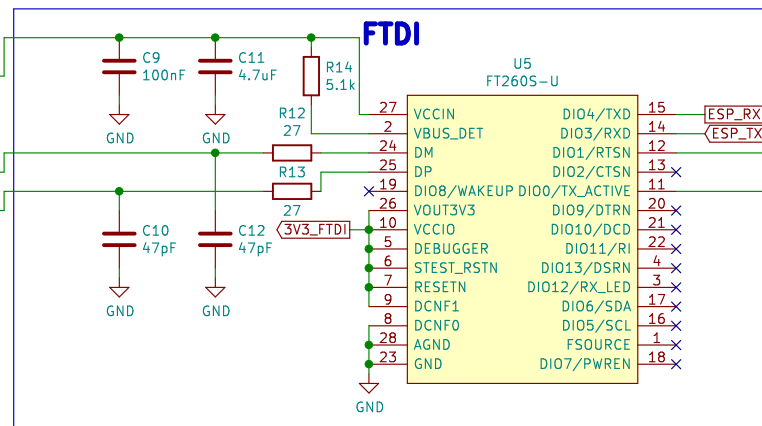 FTDI
C9
100nF
GND
C11
4.7uF
GND
R14
5.1k
R12
27
R13
27
C10
47pF
GND
C12
47pF
GND
3V3_FTDI
U5
FT260S-U
27 VCCIN
2 VBUS_DET
24 DM
25 DP
19 DIO8/WAKEUP
26 VOUT3V3
10 VCCIO
5 DEBUGGER
6 STEST_RSTN
7 RESETN
9 DCNF1
8 DCNF0
28 AGND
23 GND
GND
DIO4/TXD 15 ESP_RX
DIO3/RXD 14 ESP_TX
DIO1/RTSN 12
DIO2/CTSN 13
DIO0/TX_ACTIVE 11
DIO9/DTRN 20
DIO10/DCD 21
DIO11/RI 22
DIO13/DSRN 4
DIO12/RX_LED 3
DIO6/SDA 17
DIO5/SCL 16
FSOURCE 1
DIO7/PWREN 18